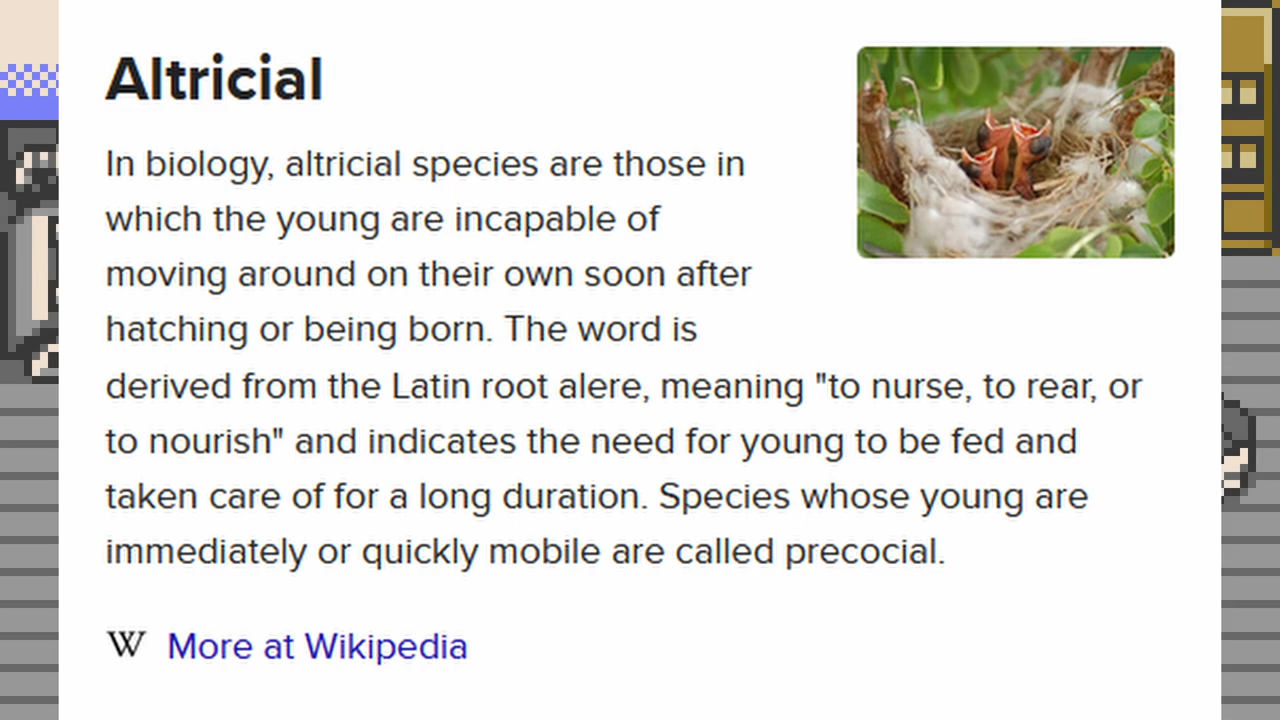 Altricial
In biology, altricial species are those in
which the young are incapable of
moving around on their own soon after
hatching or being born. The word is
derived from the Latin root alere, meaning "to nurse, to rear, or
to nourish" and indicates the need for young to be fed and
taken care of for a long duration. Species whose young are
immediately or quickly mobile are called precocial.
W More at Wikipedia